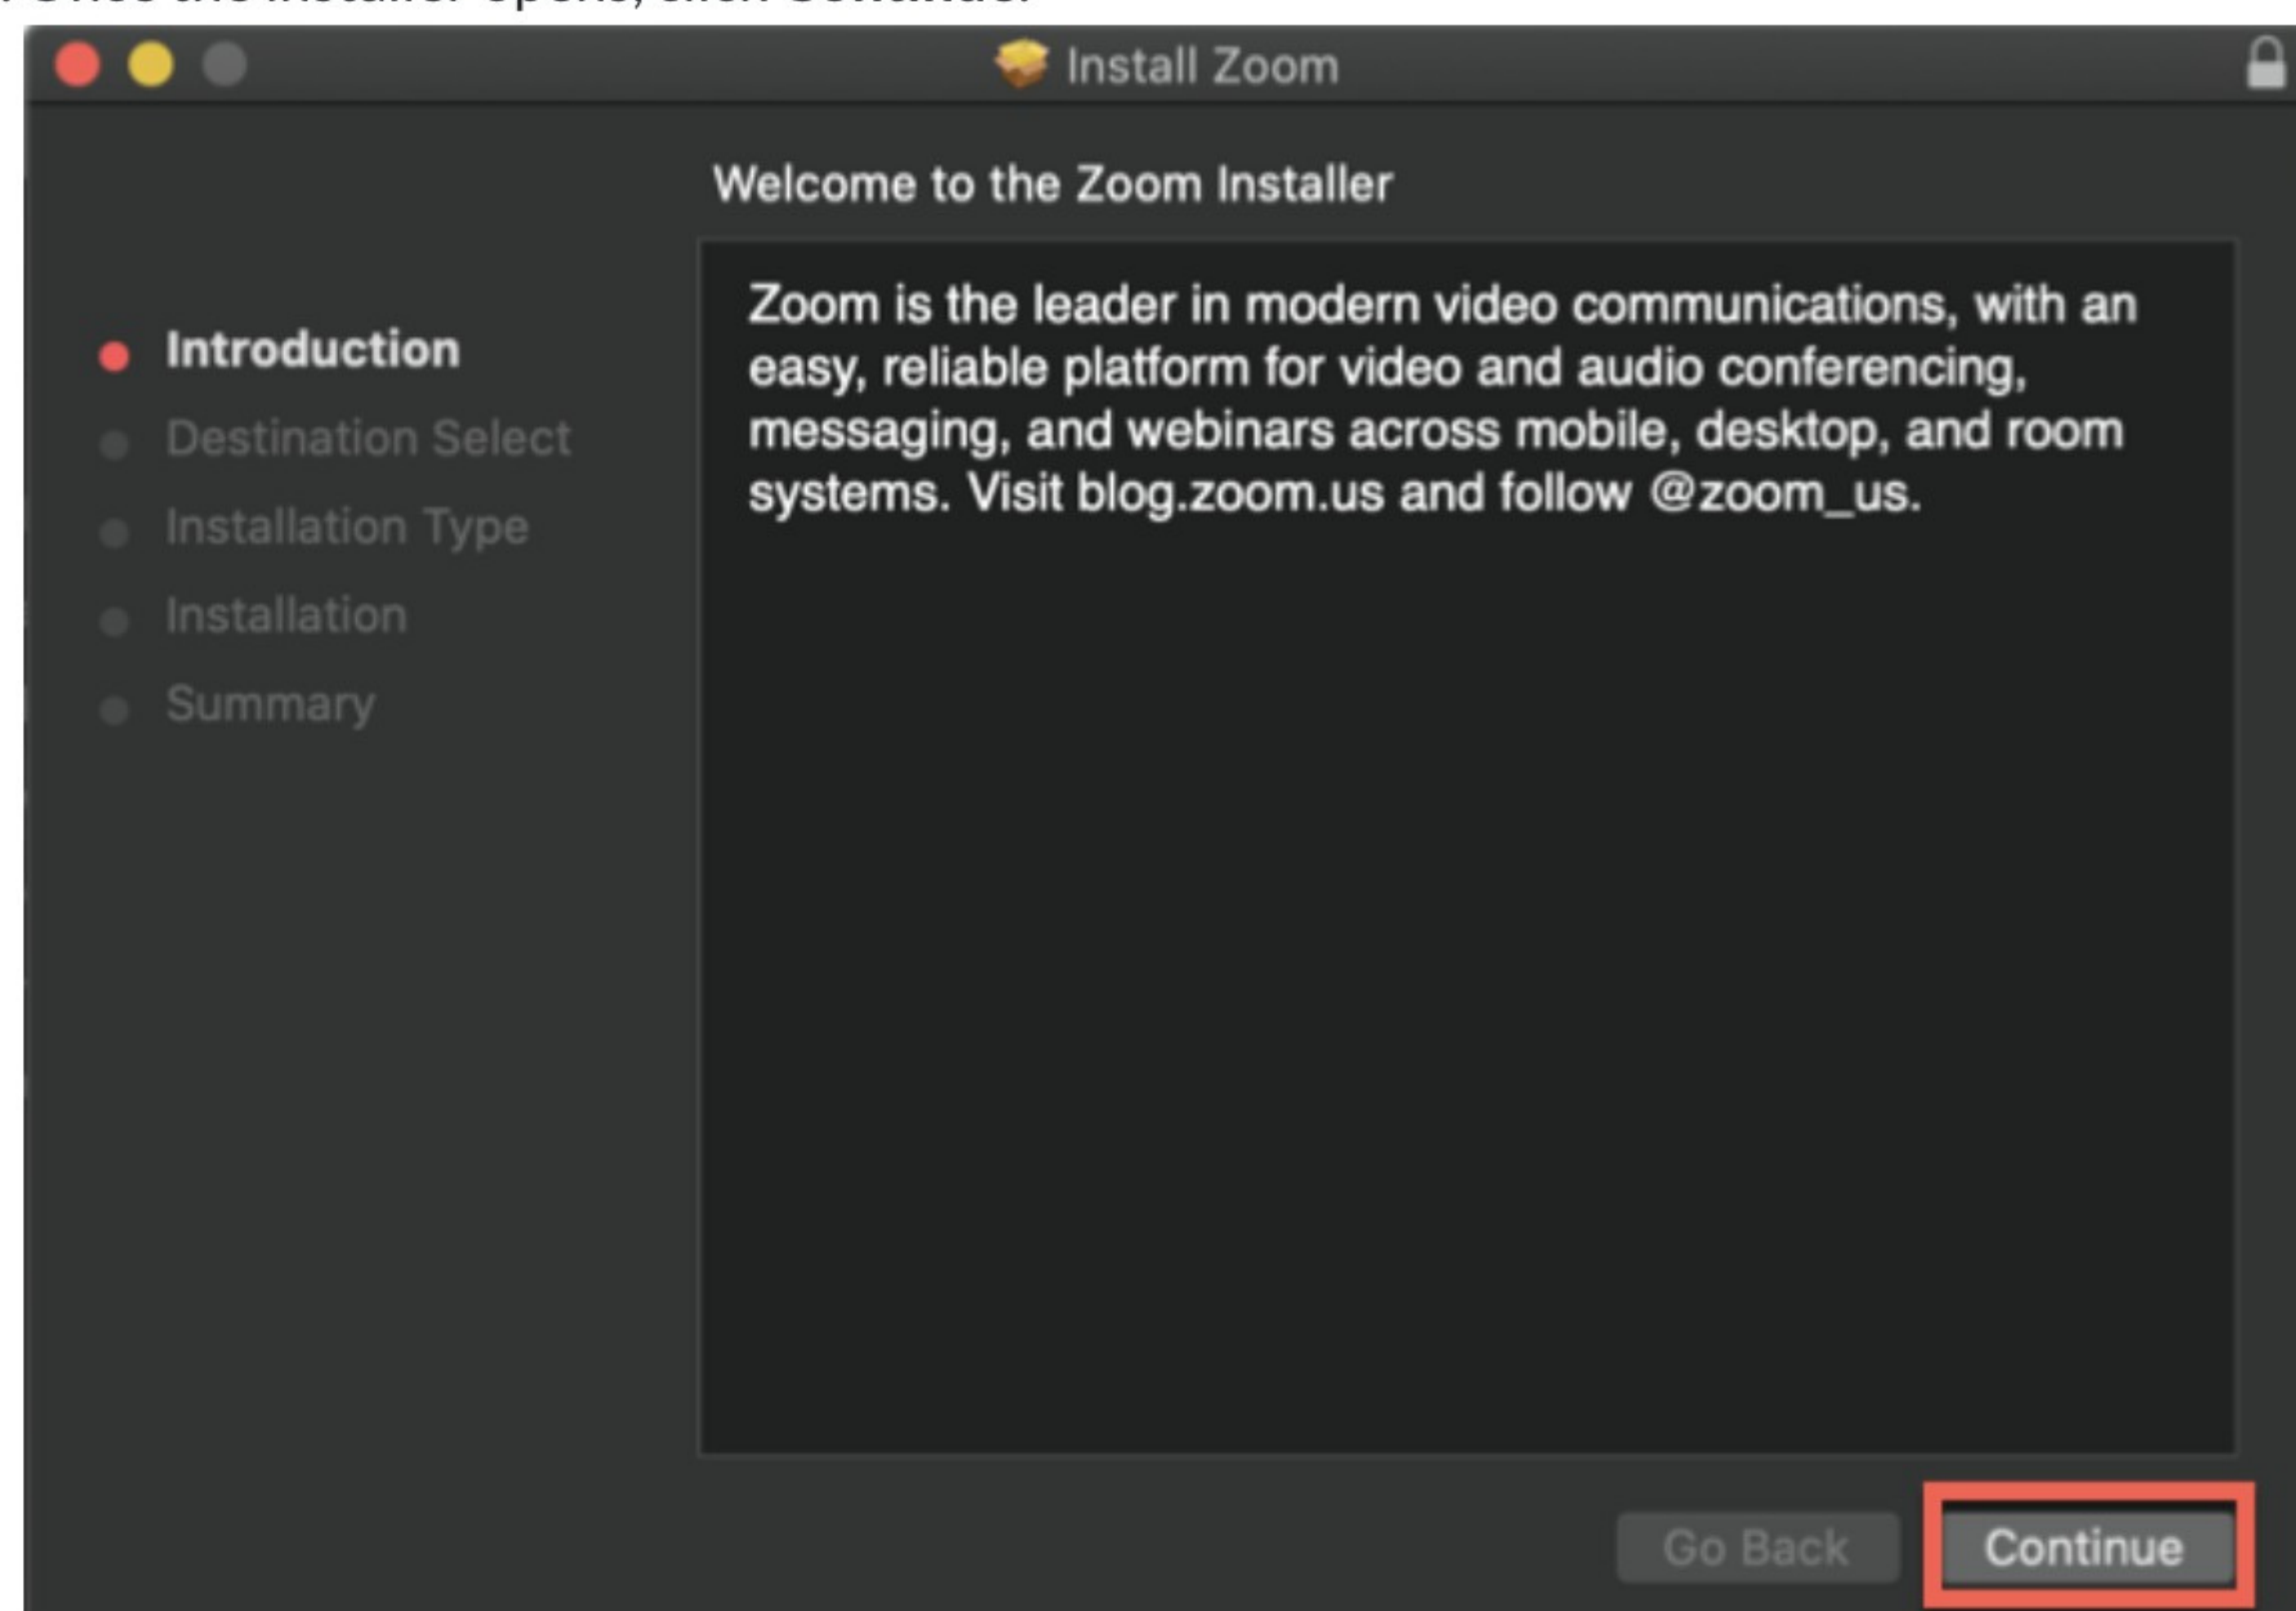 Install Zoom
Welcome to the Zoom Installer
Introduction
Destination Select
Installation Type
Installation
Summary
Zoom is the leader in modern video communications, with an
easy, reliable platform for video and audio conferencing,
messaging, and webinars across mobile, desktop, and room
systems. Visit blog.zoom.us and follow @zoom_us.
Go Back
Continue